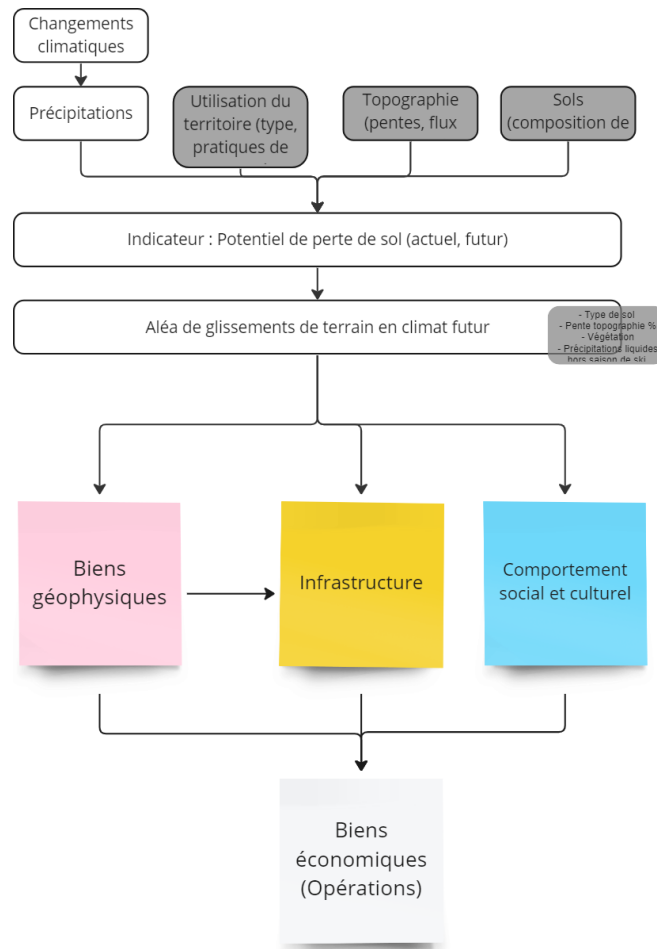 Changements
climatiques
Précipitations
Utilisation du
territoire (type,
pratiques de
Topographie
(pentes, flux
Sols
(composition de
Indicateur : Potentiel de perte de sol (actuel, futur)
Aléa de glissements de terrain en climat futur
- Type de sol
- Pente topographie %
- Végétation
- Précipitations liquides
hors saison de ski
Biens
géophysiques
Infrastructure
Comportement
social et culturel
Biens
économiques
(Opérations)